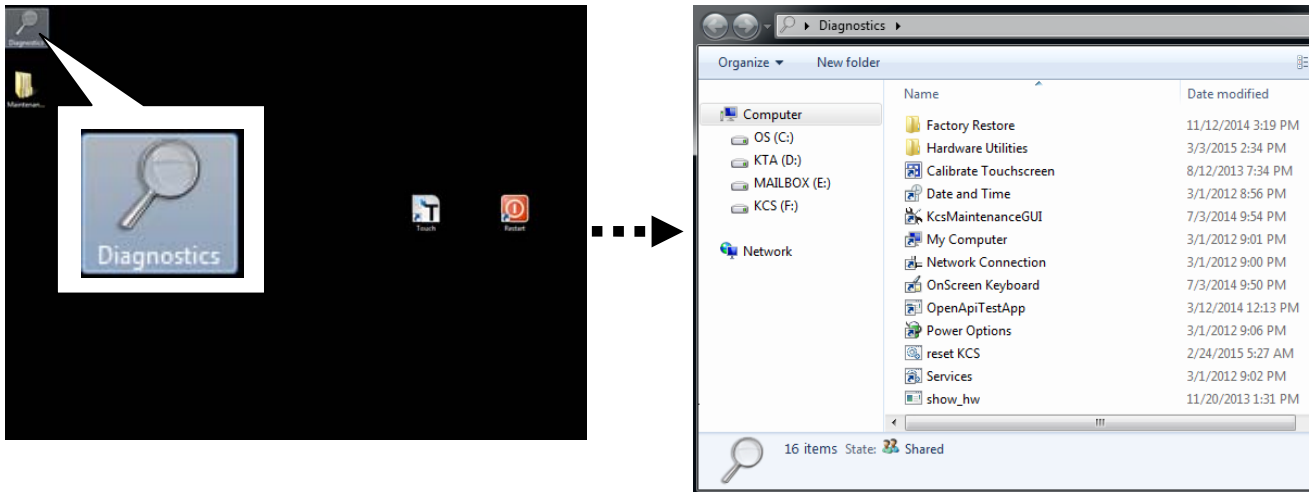 Diagnostics
Maintenan...
Diagnostics
Touch
Restart
Diagnostics
Organize New folder
Name Date modified
Computer
OS (C:)
KTA (D:)
MAILBOX (E:)
KCS (F:)
Network
Factory Restore 11/12/2014 3:19 PM
Hardware Utilities 3/3/2015 2:34 PM
Calibrate Touchscreen 8/12/2013 7:34 PM
Date and Time 3/1/2012 8:56 PM
KcsMaintenanceGUI 7/3/2014 9:54 PM
My Computer 3/1/2012 9:01 PM
Network Connection 3/1/2012 9:00 PM
OnScreen Keyboard 7/3/2014 9:50 PM
OpenApiTestApp 3/12/2014 12:13 PM
Power Options 3/1/2012 9:06 PM
reset KCS 2/24/2015 5:27 AM
Services 3/1/2012 9:02 PM
show_hw 11/20/2013 1:31 PM
16 items State: Shared